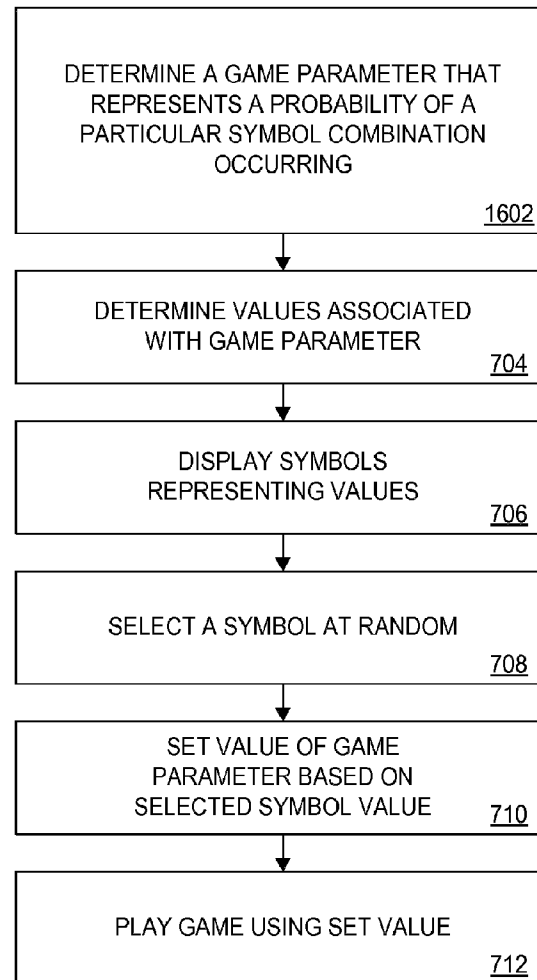 DETERMINE A GAME PARAMETER THAT
REPRESENTS A PROBABILITY OF A
PARTICULAR SYMBOL COMBINATION
OCCURRING
1602
DETERMINE VALUES ASSOCIATED
WITH GAME PARAMETER
704
DISPLAY SYMBOLS
REPRESENTING VALUES
706
SELECT A SYMBOL AT RANDOM
708
SET VALUE OF GAME
PARAMETER BASED ON
SELECTED SYMBOL VALUE
710
PLAY GAME USING SET VALUE
712